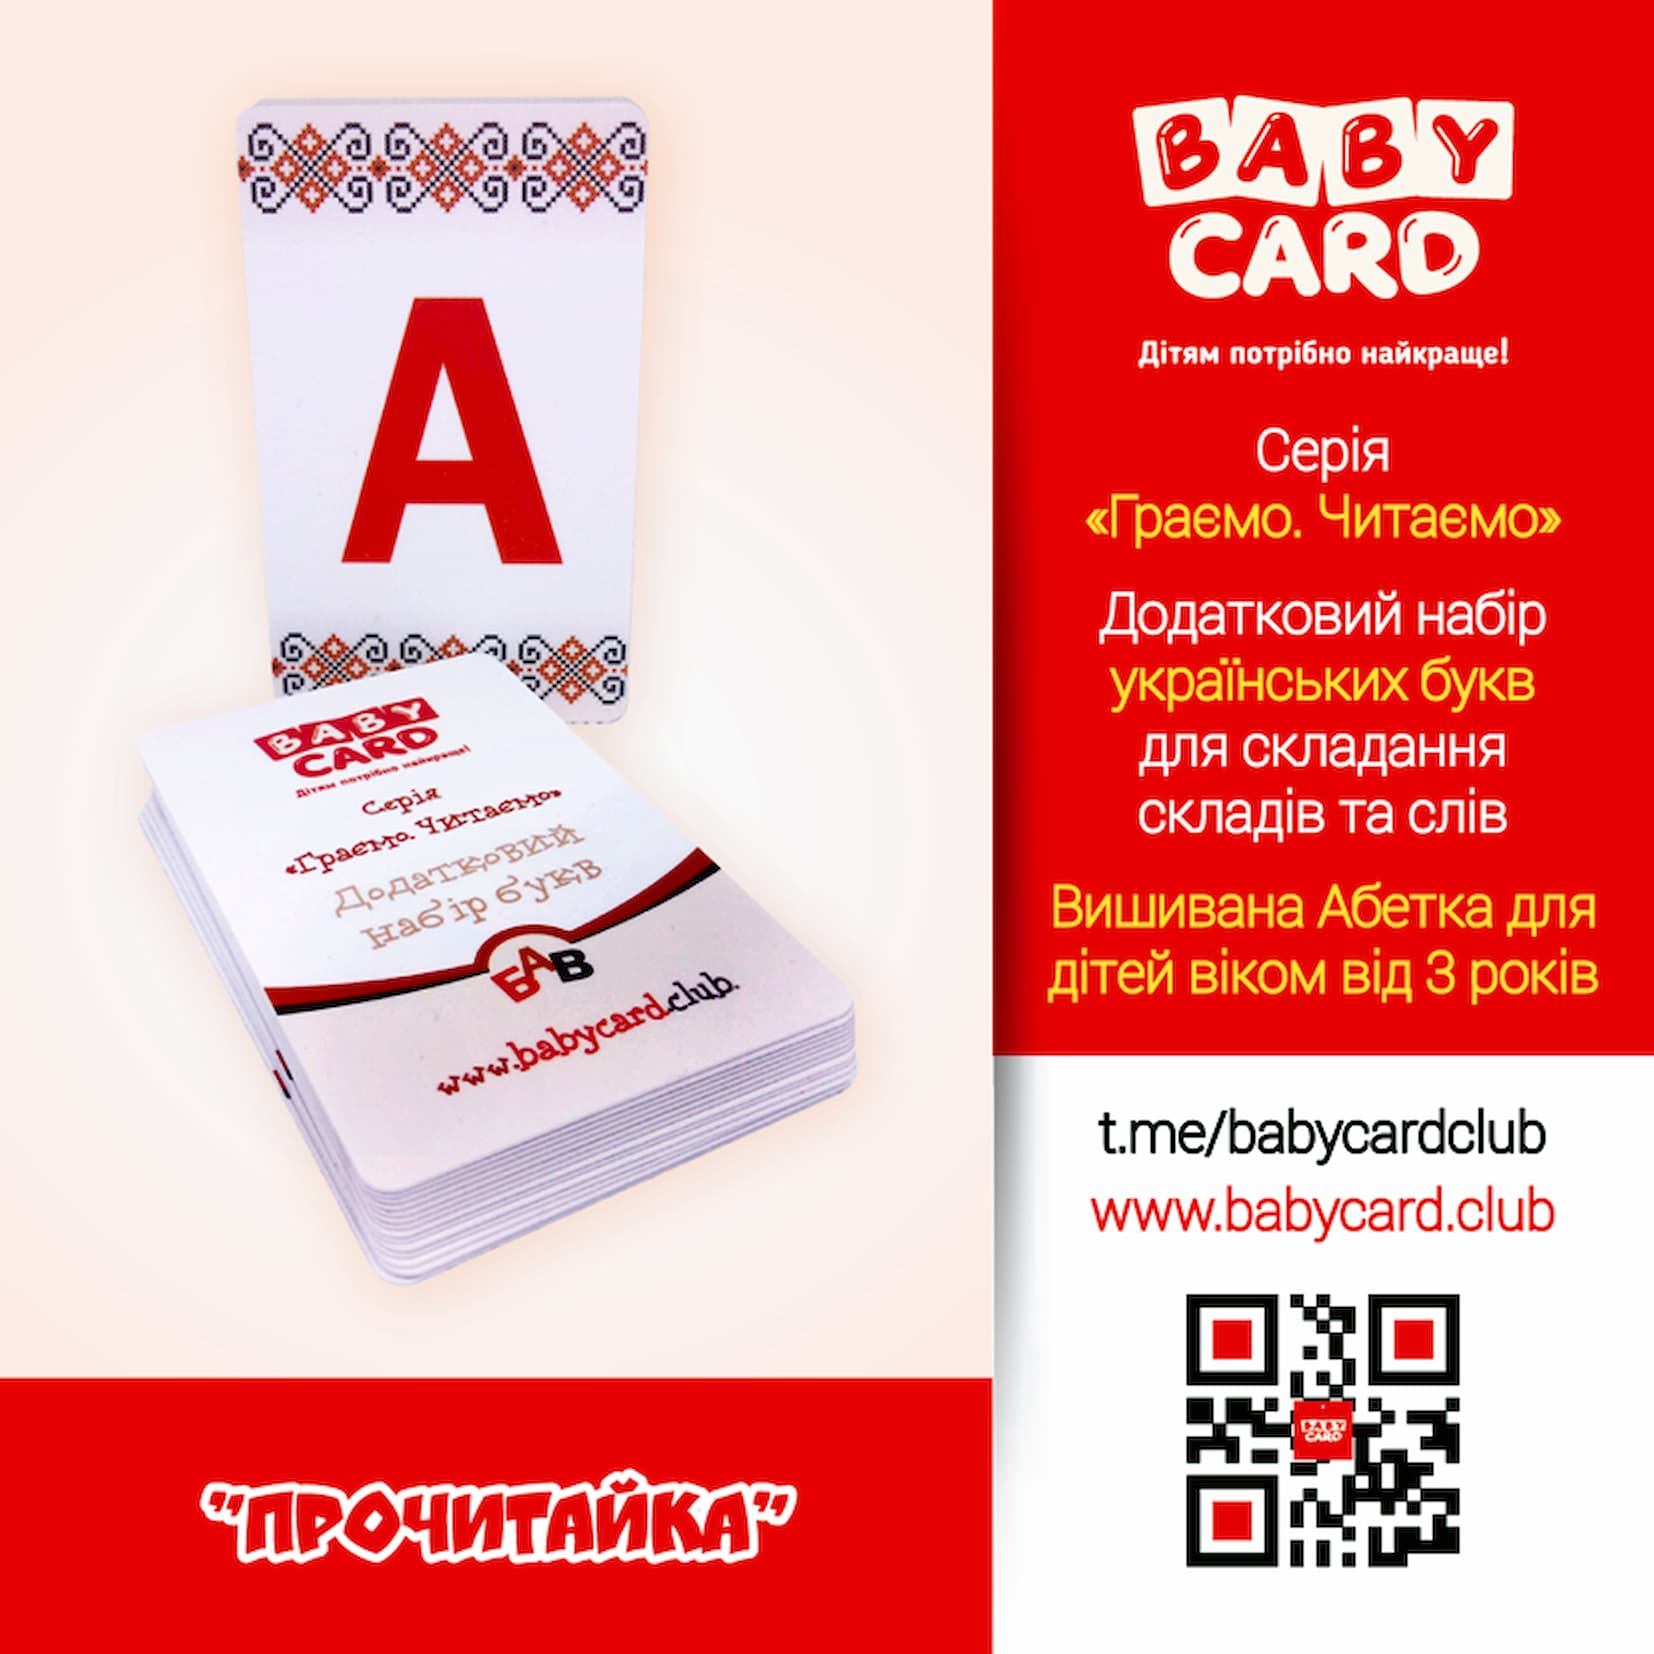 А
BABY
CARD
Дітям потрібно найкраще!
Серія
«Граємо. Читаємо»
Додатковий
набір букв
БАВ
www.babycard.club.
"ПРОЧИТАЙКА"
BABY
CARD
Дітям потрібно найкраще!
Серія
«Граємо. Читаємо»
Додатковий набір
українських букв
для складання
складів та слів
Вишивана Абетка для
дітей віком від 3 років
t.me/babycardclub
www.babycard.club
BABY
CARD